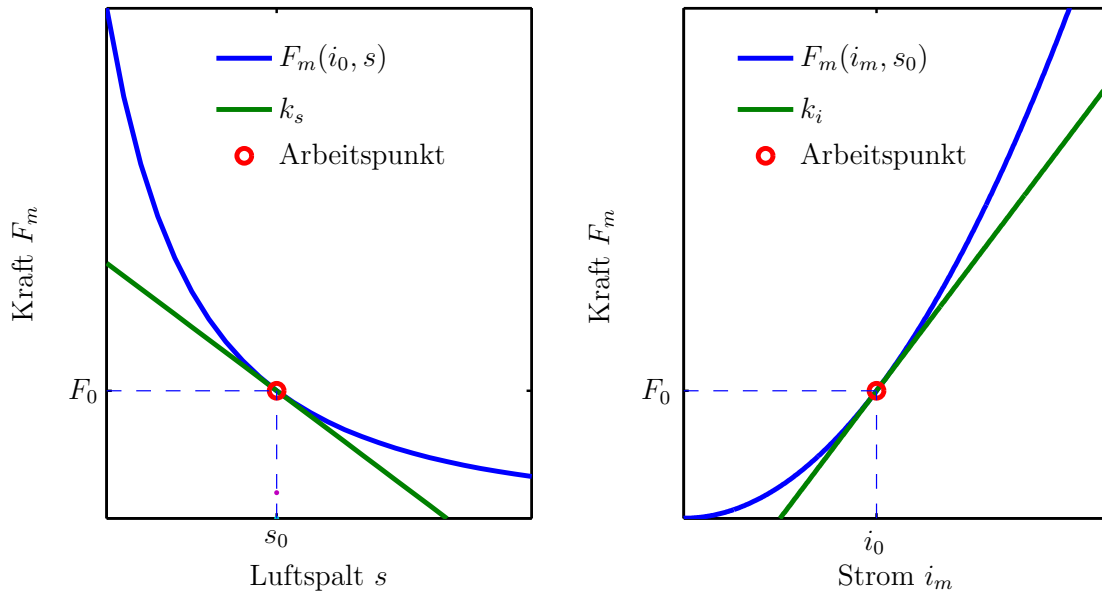 Kraft $F_m$
$F_m(i_0, s)$
$k_s$
Arbeitspunkt
$F_0$
$s_0$
Luftspalt $s$
Kraft $F_m$
$F_m(i_m, s_0)$
$k_i$
Arbeitspunkt
$F_0$
$i_0$
Strom $i_m$